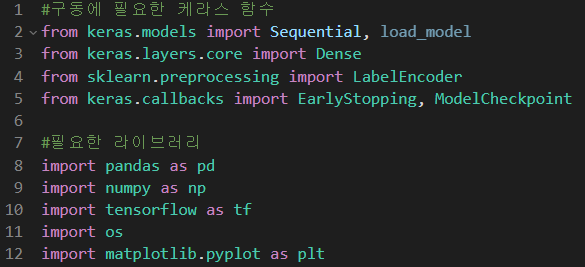 1 #구동에 필요한 케라스 함수
2 from keras.models import Sequential, load_model
3 from keras.layers.core import Dense
4 from sklearn.preprocessing import LabelEncoder
5 from keras.callbacks import EarlyStopping, ModelCheckpoint
6
7 #필요한 라이브러리
8 import pandas as pd
9 import numpy as np
10 import tensorflow as tf
11 import os
12 import matplotlib.pyplot as plt